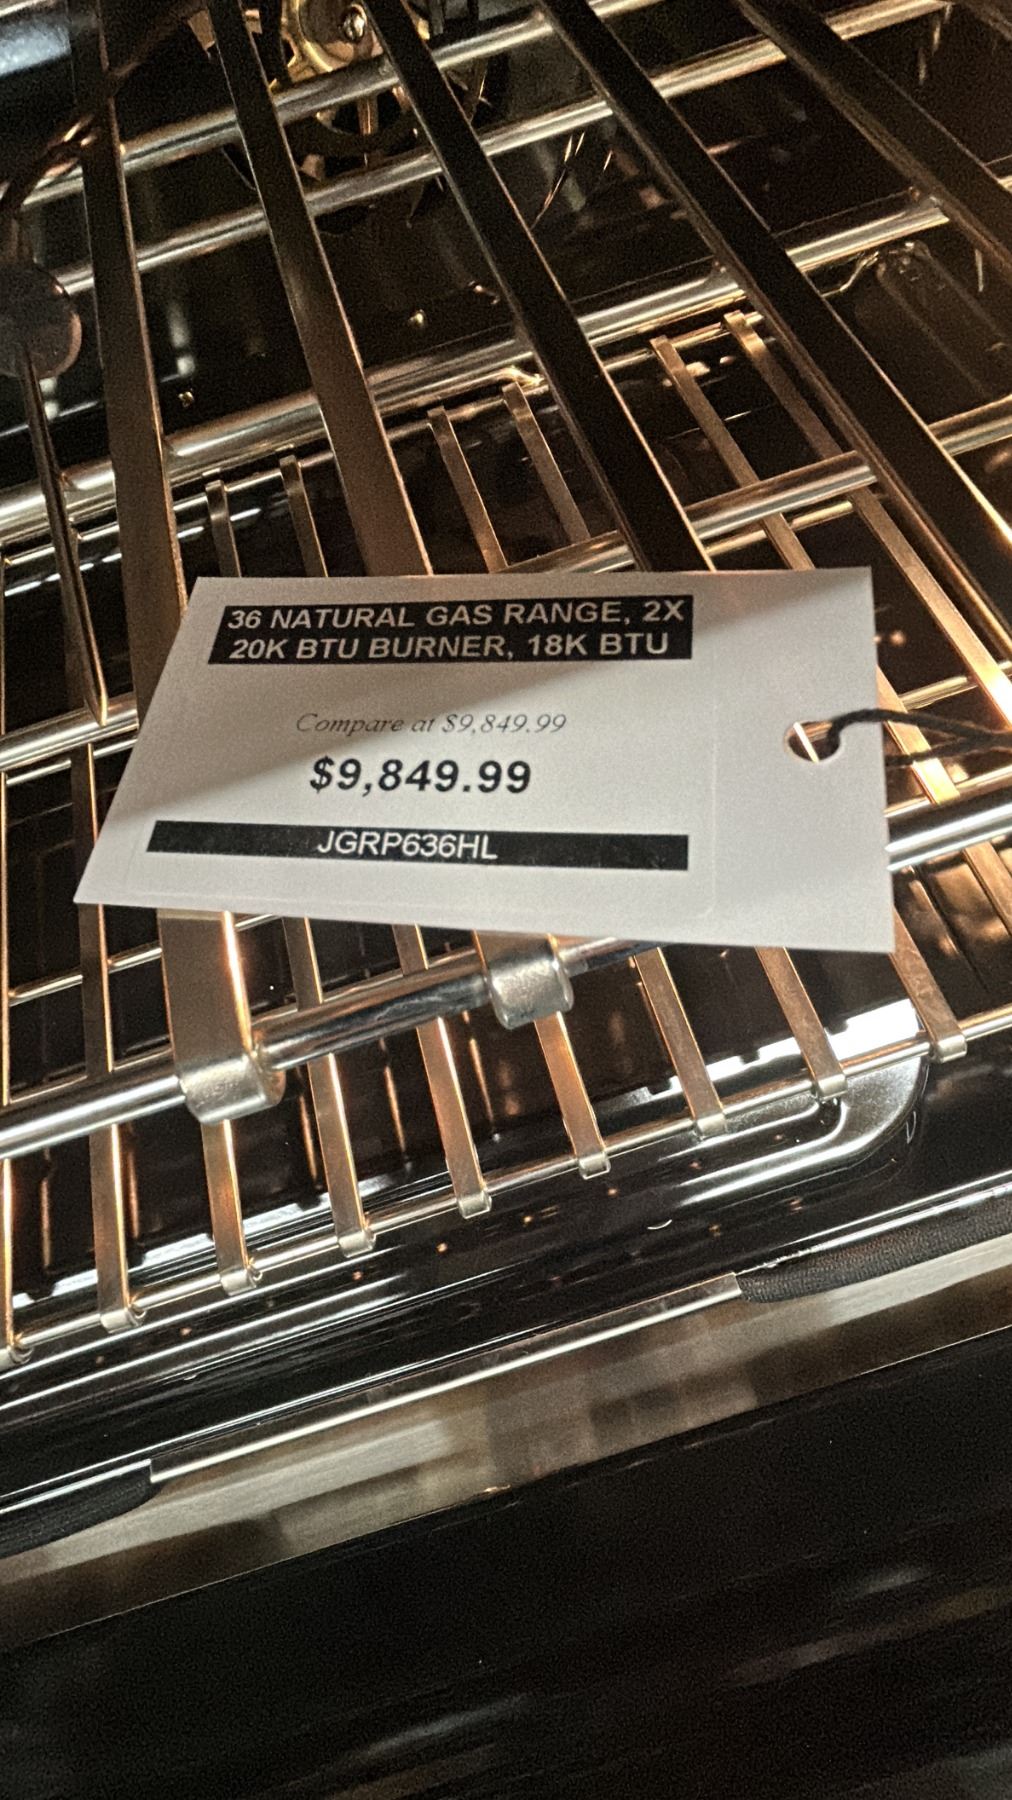 36 NATURAL GAS RANGE, 2X
20K BTU BURNER, 18K BTU
Compare at $9,849.99
$9,849.99
JGRP636HL